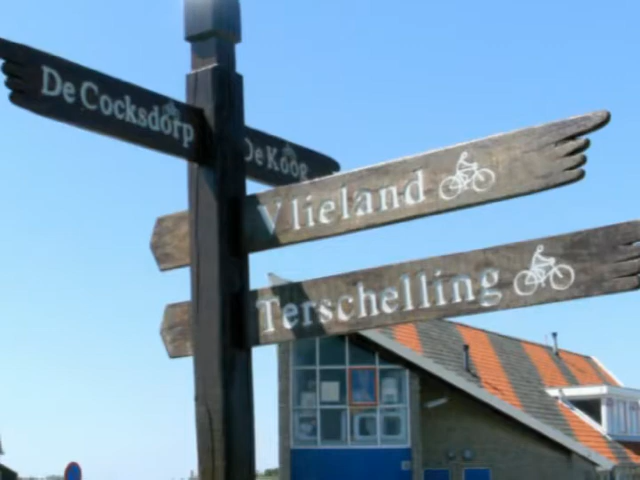 De Cocksdorp
De Koog
Vlieland
Terschelling